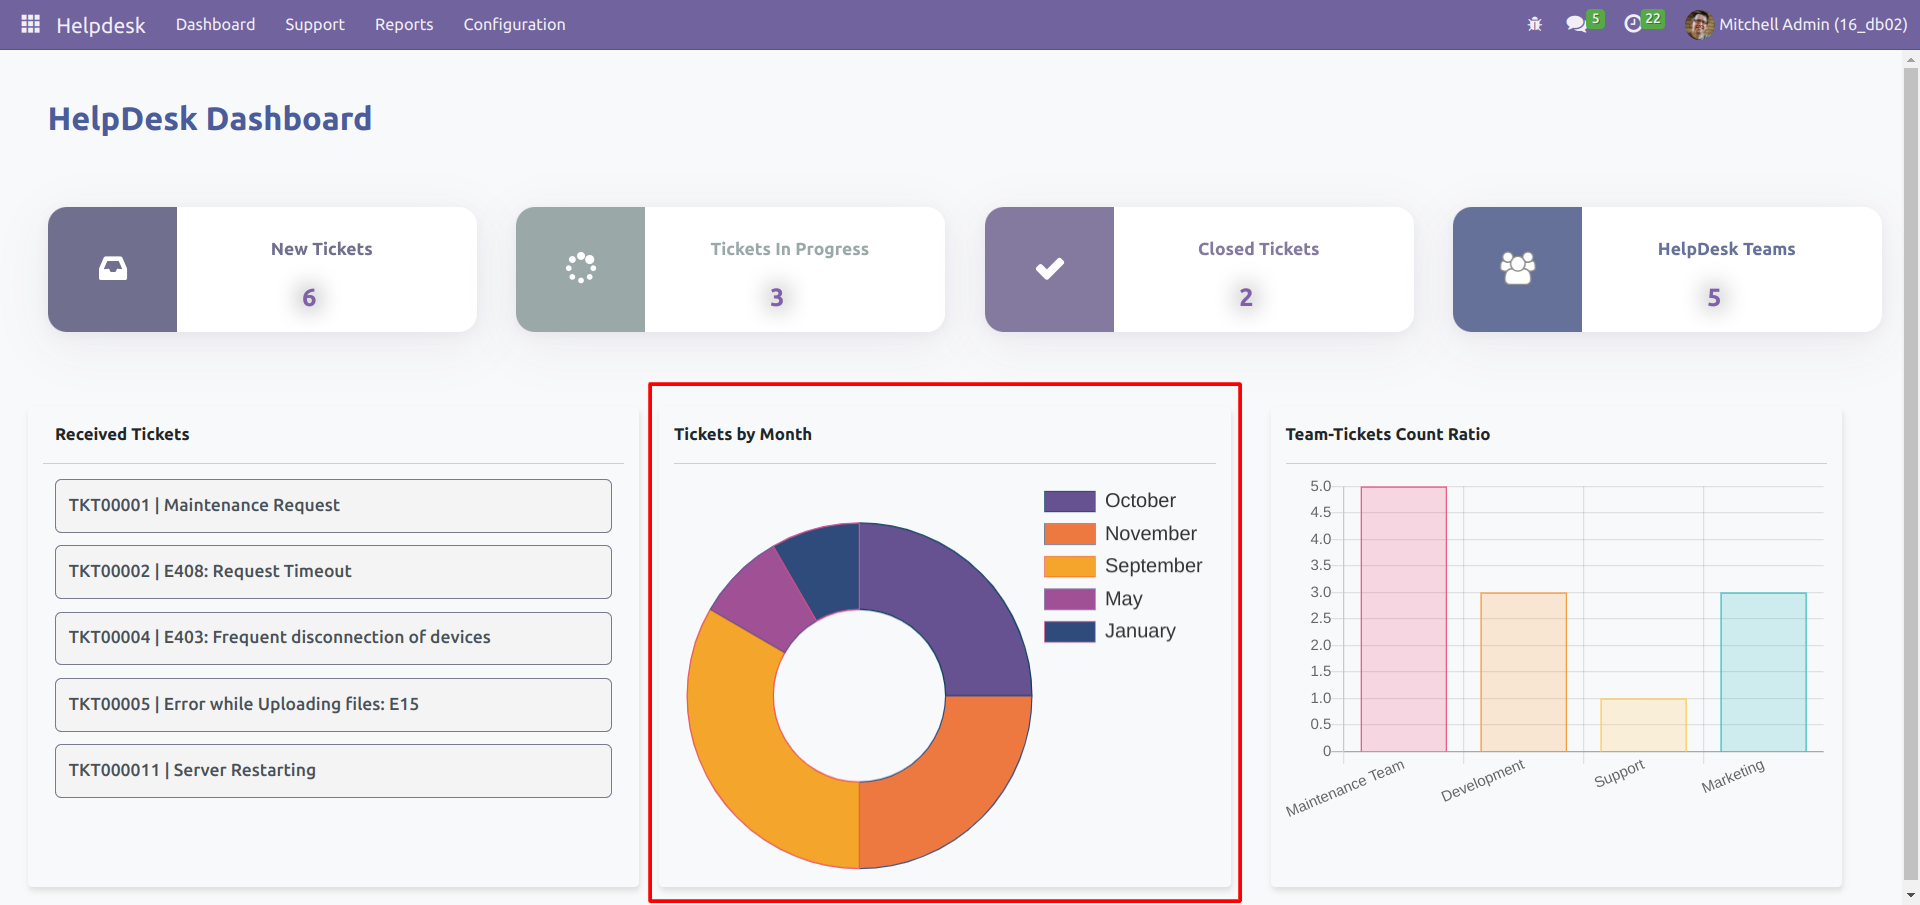 Helpdesk Dashboard Support Reports Configuration 5 22 Mitchell Admin (16_db02)
HelpDesk Dashboard
New Tickets
6
Tickets In Progress
3
Closed Tickets
2
HelpDesk Teams
5
Received Tickets
TKT00001 | Maintenance Request
TKT00002 | E408: Request Timeout
TKT00004 | E403: Frequent disconnection of devices
TKT00005 | Error while Uploading files: E15
TKT000011 | Server Restarting
Tickets by Month
October
November
September
May
January
Team-Tickets Count Ratio
5.0
4.5
4.0
3.5
3.0
2.5
2.0
1.5
1.0
0.5
0
Maintenance Team
Development
Support
Marketing